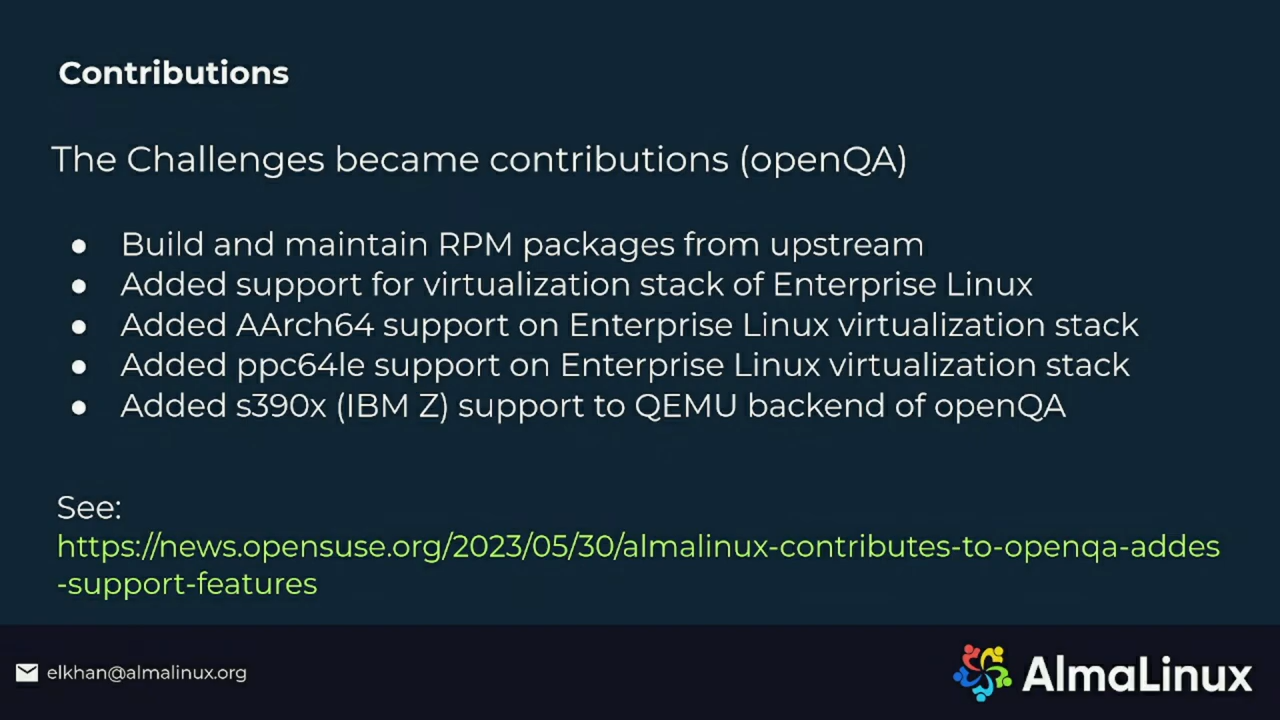 Contributions
The Challenges became contributions (openQA)
● Build and maintain RPM packages from upstream
● Added support for virtualization stack of Enterprise Linux
● Added AArch64 support on Enterprise Linux virtualization stack
● Added ppc64le support on Enterprise Linux virtualization stack
● Added s390x (IBM Z) support to QEMU backend of openQA
See:
https://news.opensuse.org/2023/05/30/almalinux-contributes-to-openqa-addes
-support-features
elkhan@almalinux.org
AlmaLinux